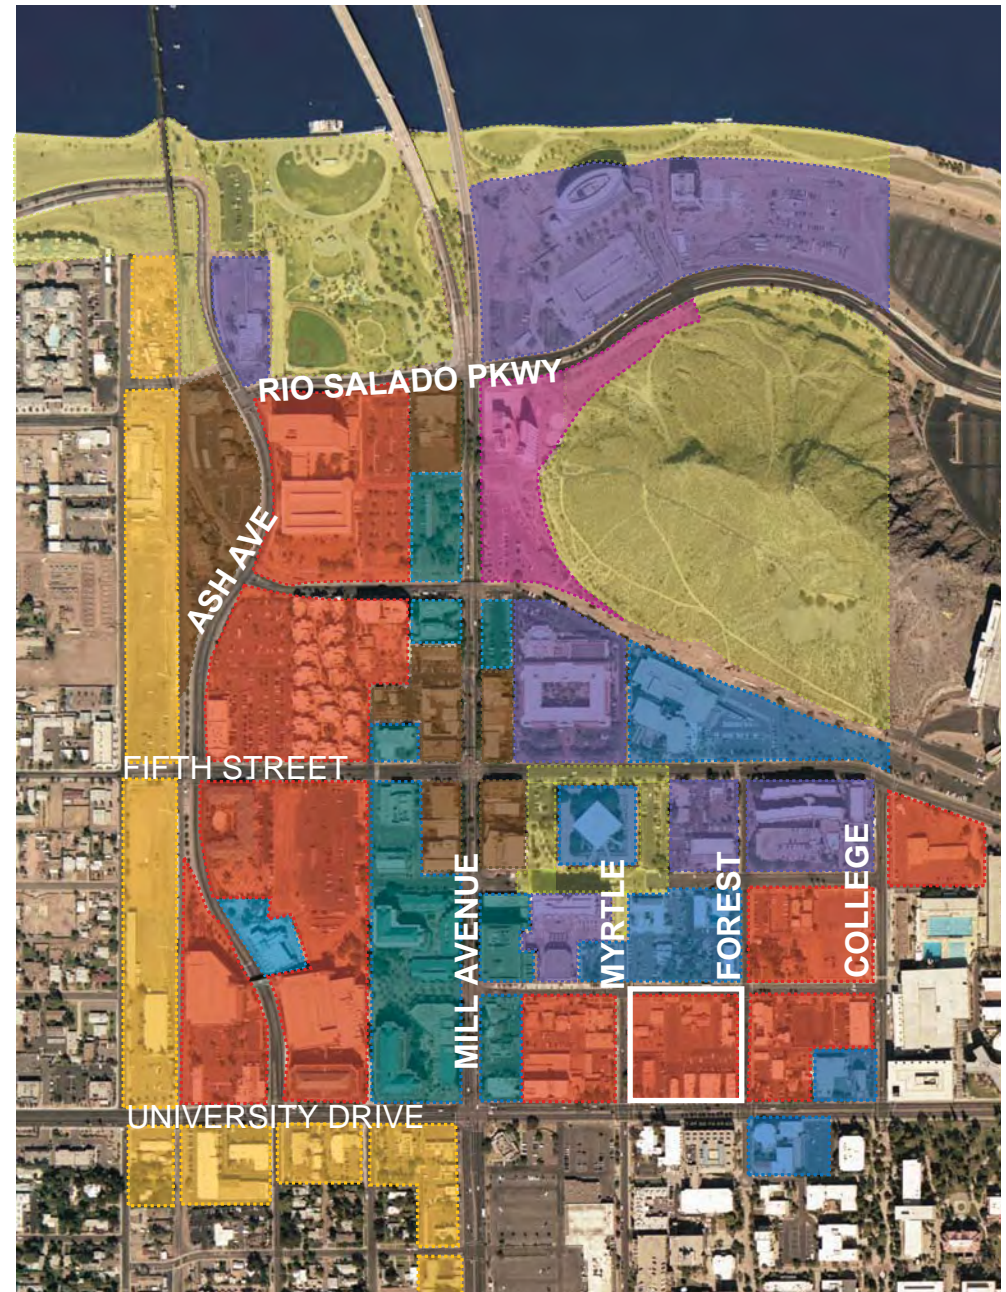 RIO SALADO PKWY
ASH AVE
FIFTH STREET
MILL AVENUE
MYRTLE
FOREST
COLLEGE
UNIVERSITY DRIVE